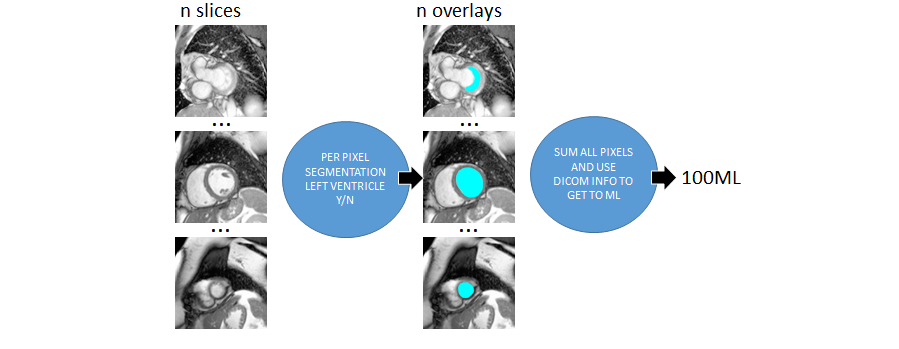 n slices
n overlays
...
...
PER PIXEL
SEGMENTATION
LEFT VENTRICLE
Y/N
SUM ALL PIXELS
AND USE
DICOM INFO TO
GET TO ML
100ML
...
...